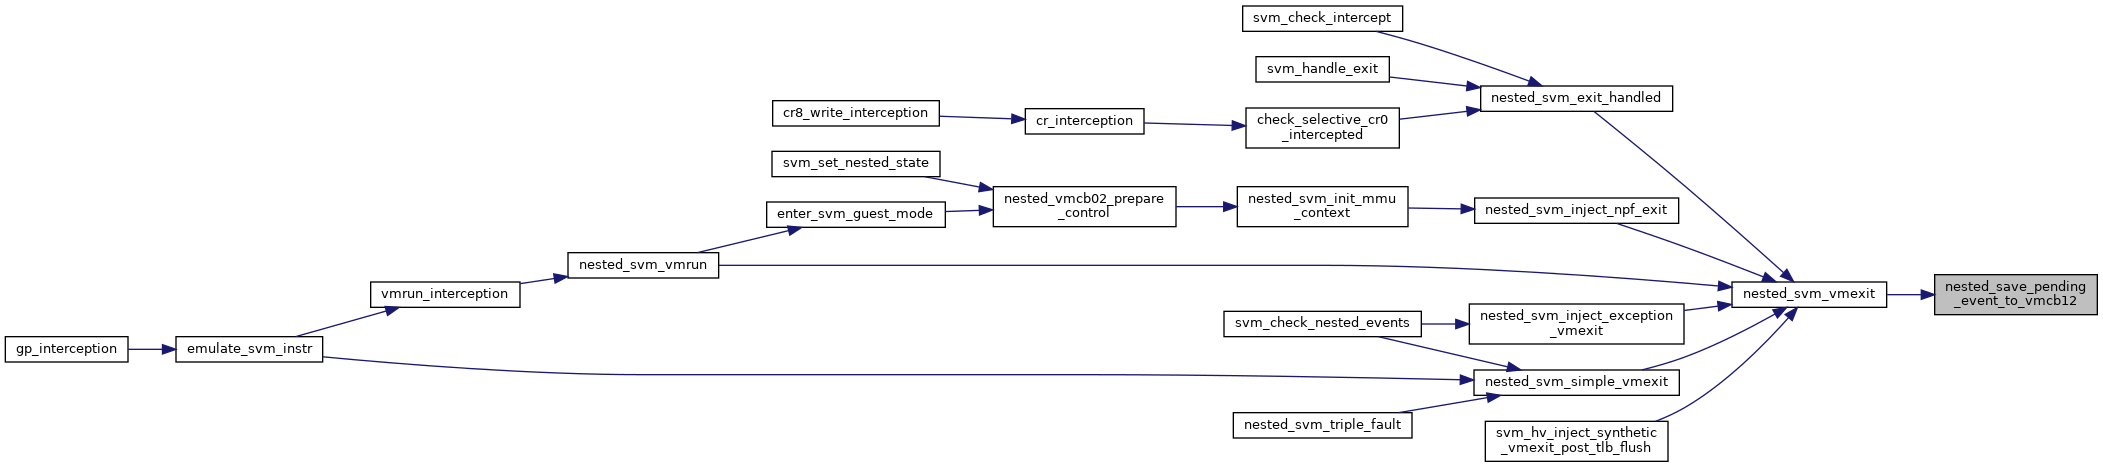 svm_check_intercept
svm_handle_exit
nested_svm_exit_handled
cr8_write_interception
cr_interception
check_selective_cr0
_intercepted
svm_set_nested_state
nested_vmcb02_prepare
_control
nested_svm_init_mmu
_context
nested_svm_inject_npf_exit
enter_svm_guest_mode
nested_svm_vmrun
vmrun_interception
nested_svm_vmexit
nested_save_pending
_event_to_vmcb12
svm_check_nested_events
nested_svm_inject_exception
_vmexit
gp_interception
emulate_svm_instr
nested_svm_simple_vmexit
nested_svm_triple_fault
svm_hv_inject_synthetic
_vmexit_post_tlb_flush